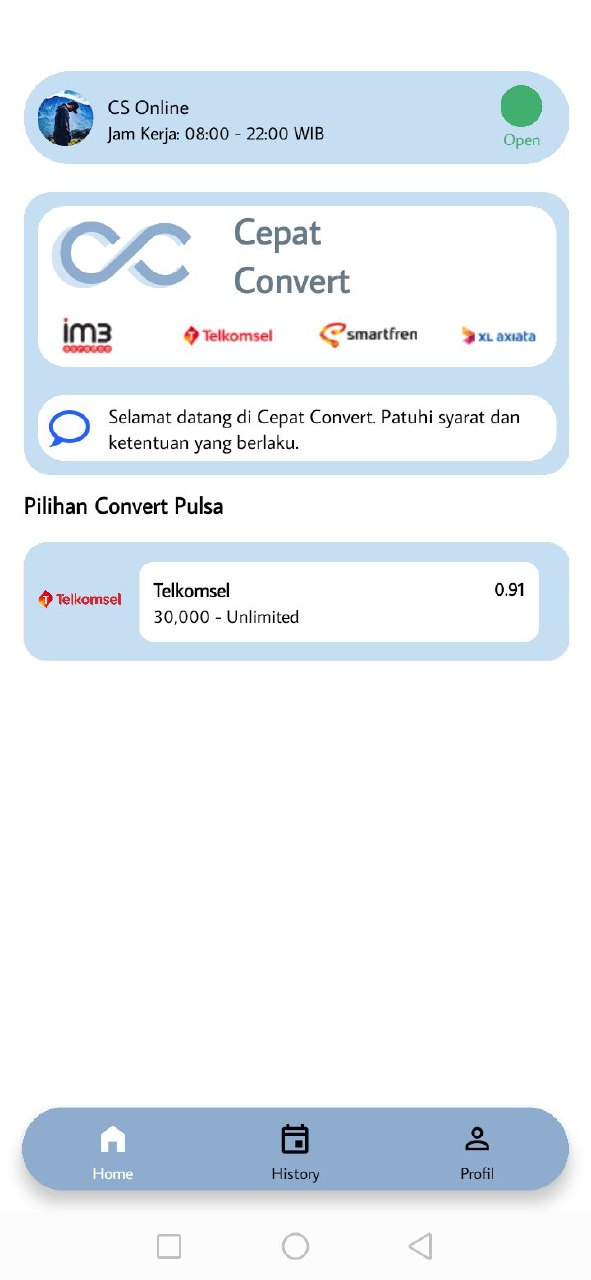 CS Online
Jam Kerja: 08:00 - 22:00 WIB
Open
Cepat
Convert
im3
ooredoo
Telkomsel
smartfren
XL axiata
Selamat datang di Cepat Convert. Patuhi syarat dan
ketentuan yang berlaku.
Pilihan Convert Pulsa
Telkomsel
Telkomsel 0.91
30,000 - Unlimited
Home
History
Profil